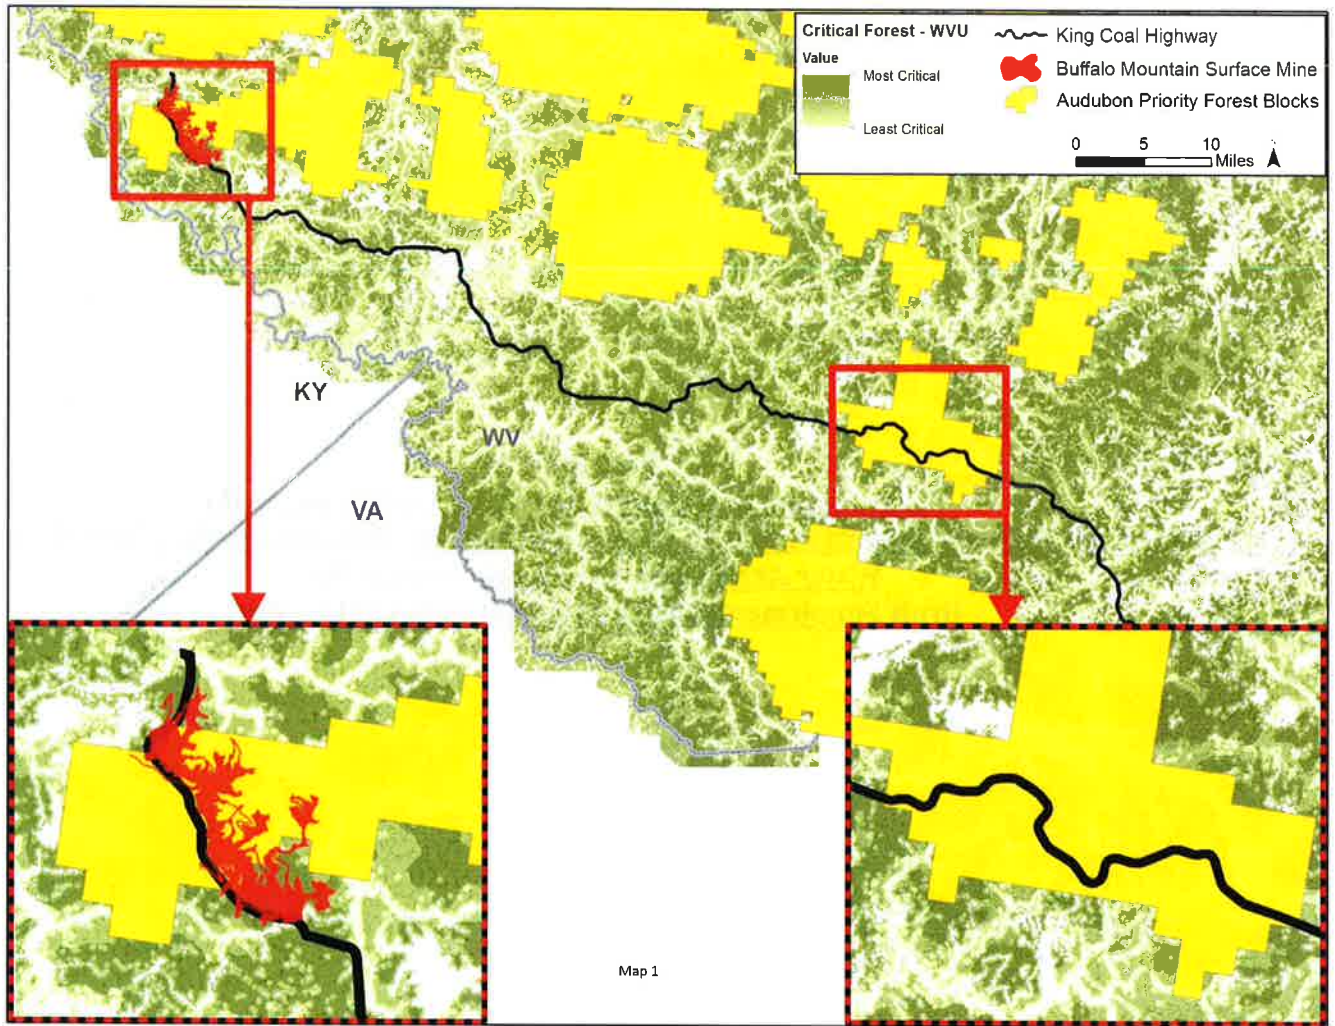 Critical Forest - WVU
Value
Most Critical
Least Critical
King Coal Highway
Buffalo Mountain Surface Mine
Audubon Priority Forest Blocks
0 5 10
Miles
KY
WV
VA
Map 1